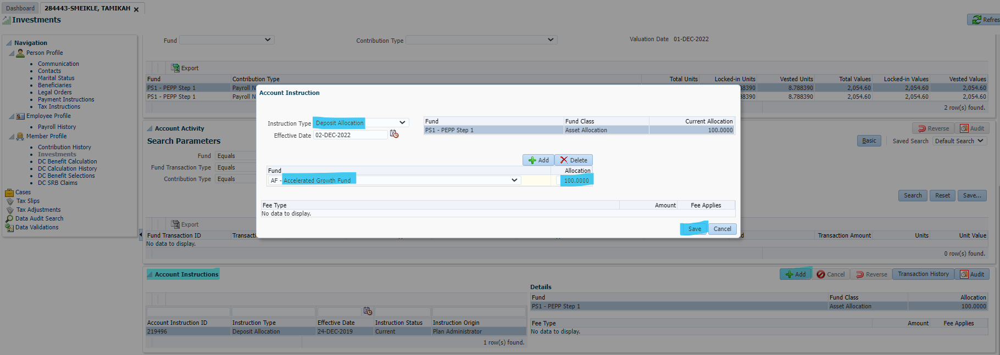 Dashboard 284443-SMEIKLE, TAMIKAH
Investments
Refres
Navigation
Person Profile
Communication
Contacts
Marital Status
Beneficiaries
Legal Orders
Payment Instructions
Tax Instructions
Employee Profile
Payroll History
Member Profile
Contribution History
Investments
DC Benefit Calculation
DC Calculation History
DC Benefit Selections
DC SRB Claims
Cases
Tax Slips
Tax Adjustments
Data Audit Search
Data Validations
Fund Contribution Type Valuation Date 01-DEC-2022
Export
Fund Contribution Type Total Units Locked-in Units Vested Units Total Values Locked-in Values Vested Values
PS1 - PEPP Step 1 Payroll N 88390 8.788390 2,054.60 2,054.60 2,054.60
PS1 - PEPP Step 1 Payroll N 88390 8.788390 2,054.60 2,054.60 2,054.60
2 row(s) found.
Account Activity Reverse Audit
Search Parameters Basic Saved Search Default Search
Fund Equals
Fund Transaction Type Equals
Contribution Type Equals
Search Reset Save...
Export
Fund Transaction ID Transac Transaction Amount Units Unit Value
No data to display.
0 row(s) found.
Account Instruction
Instruction Type Deposit Allocation
Effective Date 02-DEC-2022
Fund Fund Class Current Allocation
PS1 - PEPP Step 1 Asset Allocation 100.0000
Add Delete
Fund Allocation
AF - Accelerated Growth Fund 100.0000
Fee Type Amount Fee Applies
No data to display.
Save Cancel
Account Instructions Add Cancel Reverse Transaction History Audit
Account Instruction ID Instruction Type Effective Date Instruction Status Instruction Origin
219496 Deposit Allocation 24-DEC-2019 Current Plan Administrator
1 row(s) found.
Details
Fund Fund Class Allocation
PS1 - PEPP Step 1 Asset Allocation 100.0000
Fee Type Amount Fee Applies
No data to display.